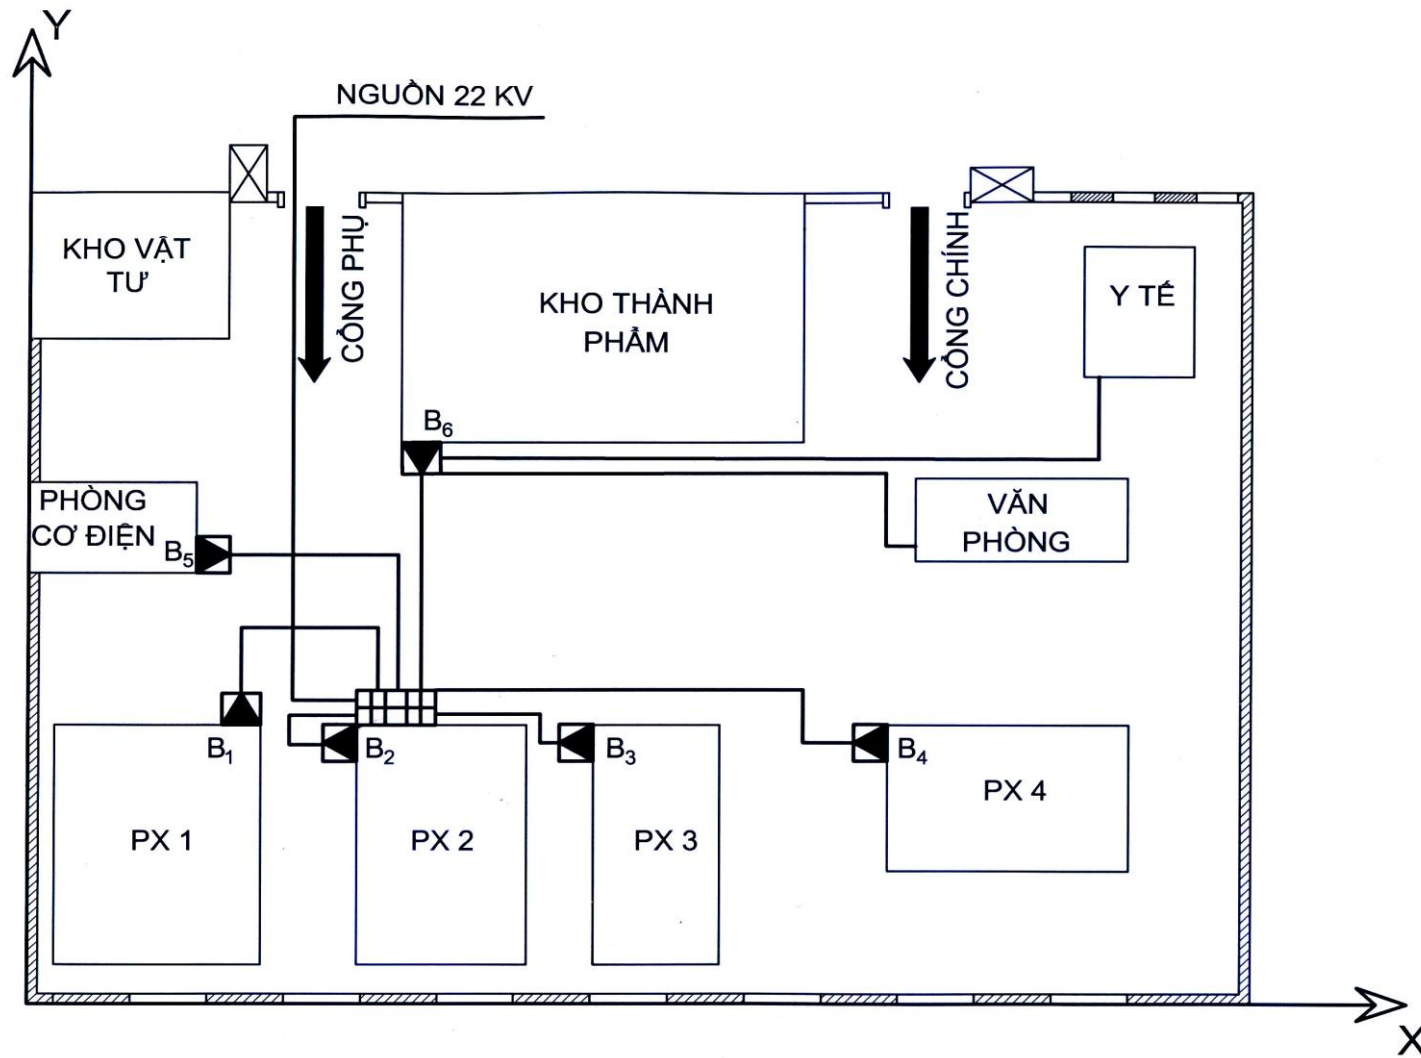 Y
NGUỒN 22 KV
KHO VẬT
TƯ
CỔNG PHỤ
KHO THÀNH
PHẨM
CỔNG CHÍNH
Y TẾ
B6
PHÒNG
CƠ ĐIỆN
B5
VĂN
PHÒNG
B1
B2
B3
B4
PX 1
PX 2
PX 3
PX 4
X